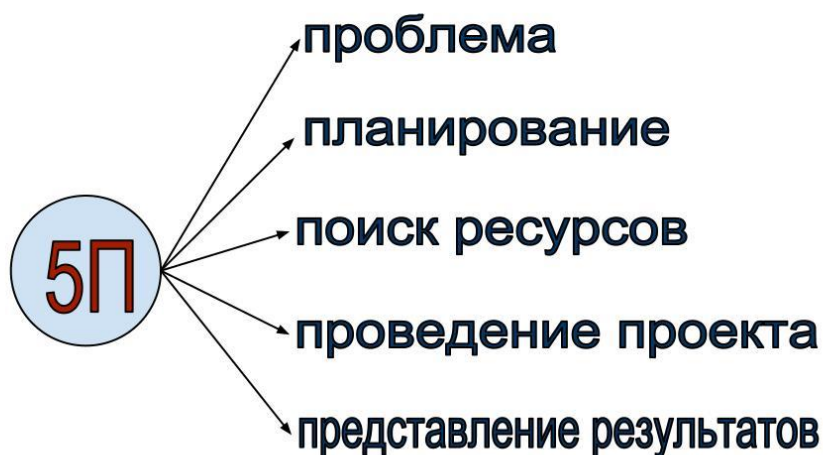 проблема
планирование
5П
поиск ресурсов
проведение проекта
представление результатов